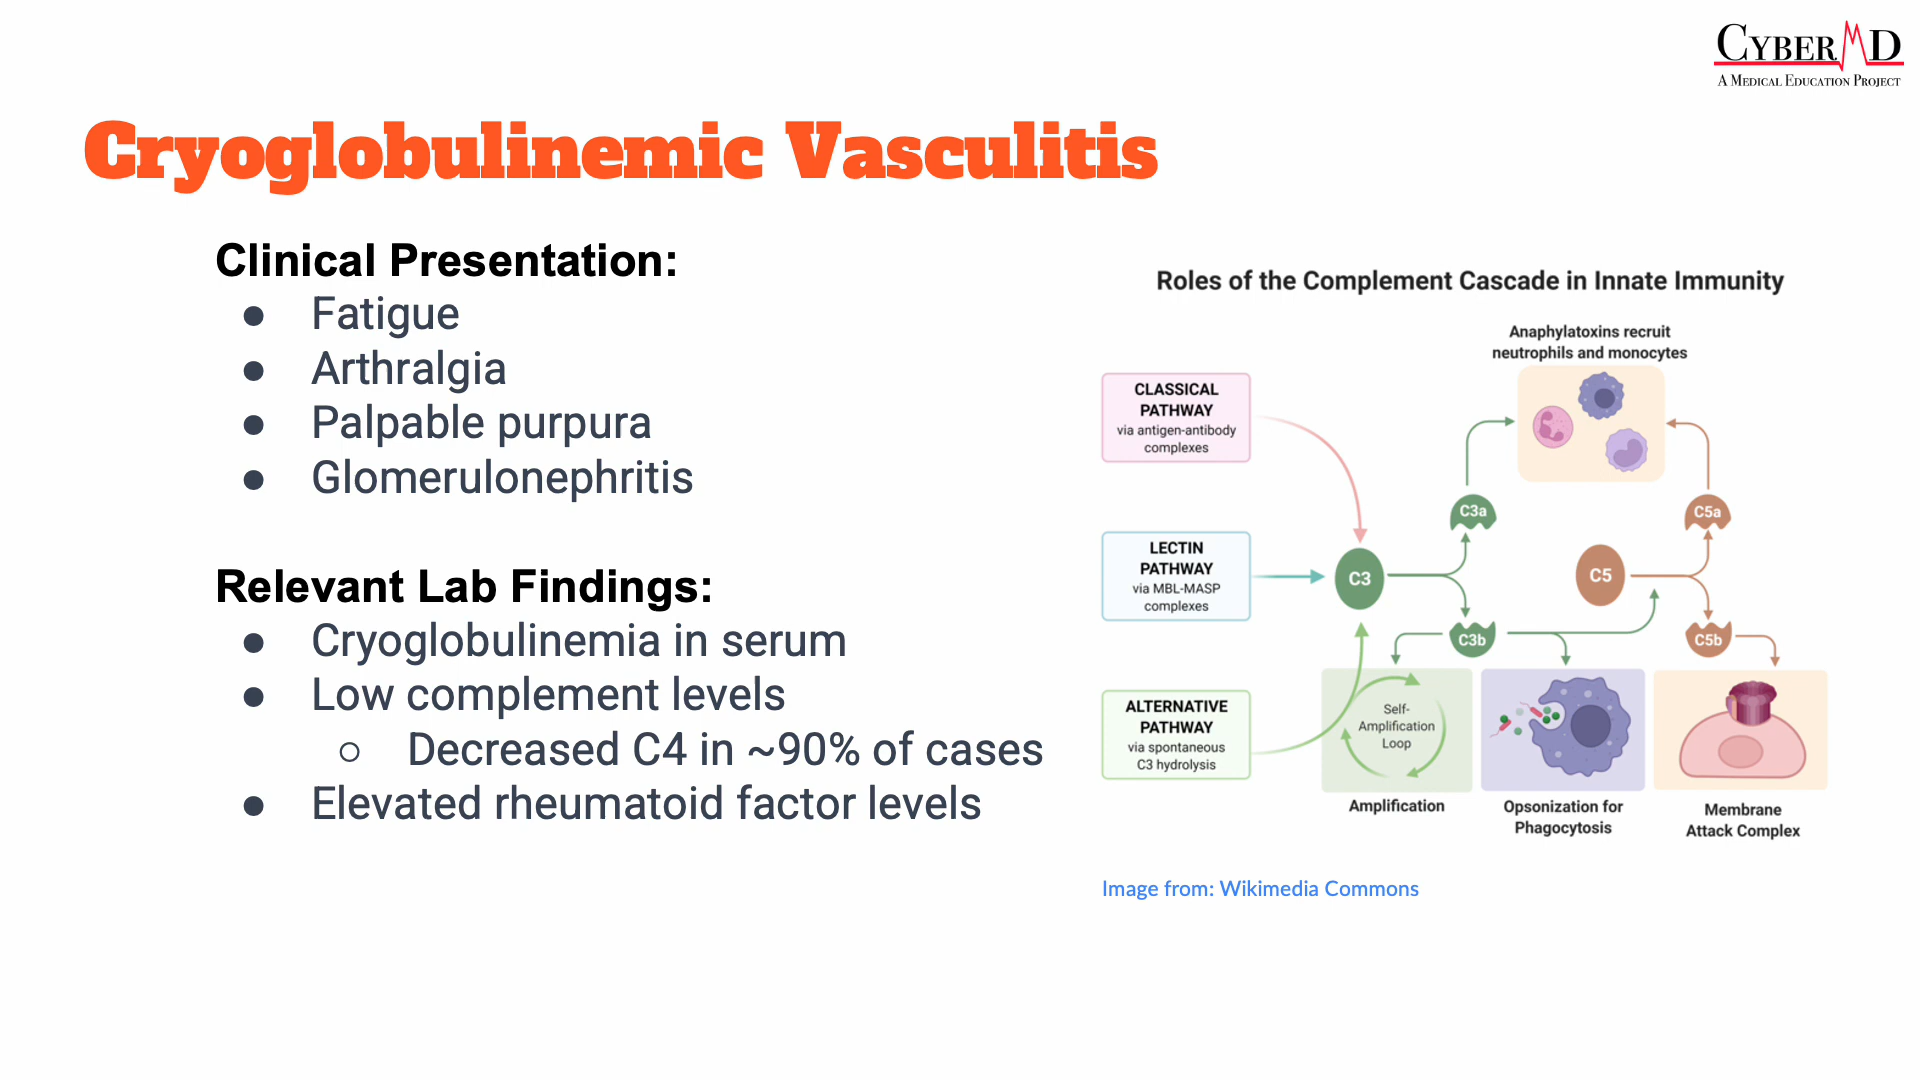 CYBERMD
A MEDICAL EDUCATION PROJECT
Cryoglobulinemic Vasculitis
Clinical Presentation:
● Fatigue
● Arthralgia
● Palpable purpura
● Glomerulonephritis
Relevant Lab Findings:
● Cryoglobulinemia in serum
● Low complement levels
○ Decreased C4 in ~90% of cases
● Elevated rheumatoid factor levels
Roles of the Complement Cascade in Innate Immunity
Anaphylatoxins recruit
neutrophils and monocytes
CLASSICAL
PATHWAY
via antigen-antibody
complexes
C3a
C5a
LECTIN
PATHWAY
via MBL-MASP
complexes
C3
C5
C3b
C5b
ALTERNATIVE
PATHWAY
via spontaneous
C3 hydrolysis
Self-
Amplification
Loop
Amplification
Opsonization for
Phagocytosis
Membrane
Attack Complex
Image from: Wikimedia Commons